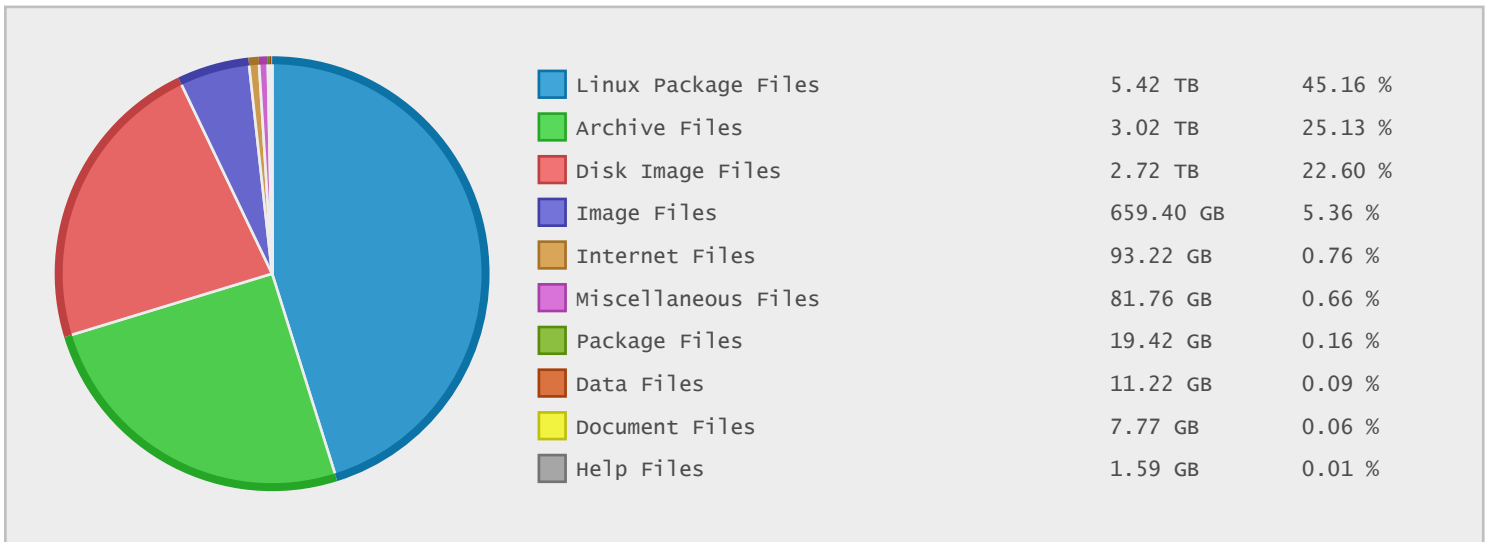 Linux Package Files 5.42 TB 45.16 %
Archive Files 3.02 TB 25.13 %
Disk Image Files 2.72 TB 22.60 %
Image Files 659.40 GB 5.36 %
Internet Files 93.22 GB 0.76 %
Miscellaneous Files 81.76 GB 0.66 %
Package Files 19.42 GB 0.16 %
Data Files 11.22 GB 0.09 %
Document Files 7.77 GB 0.06 %
Help Files 1.59 GB 0.01 %